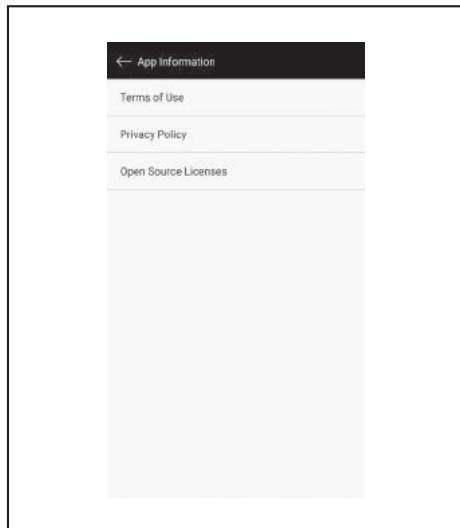 App Information
Terms of Use
Privacy Policy
Open Source Licenses